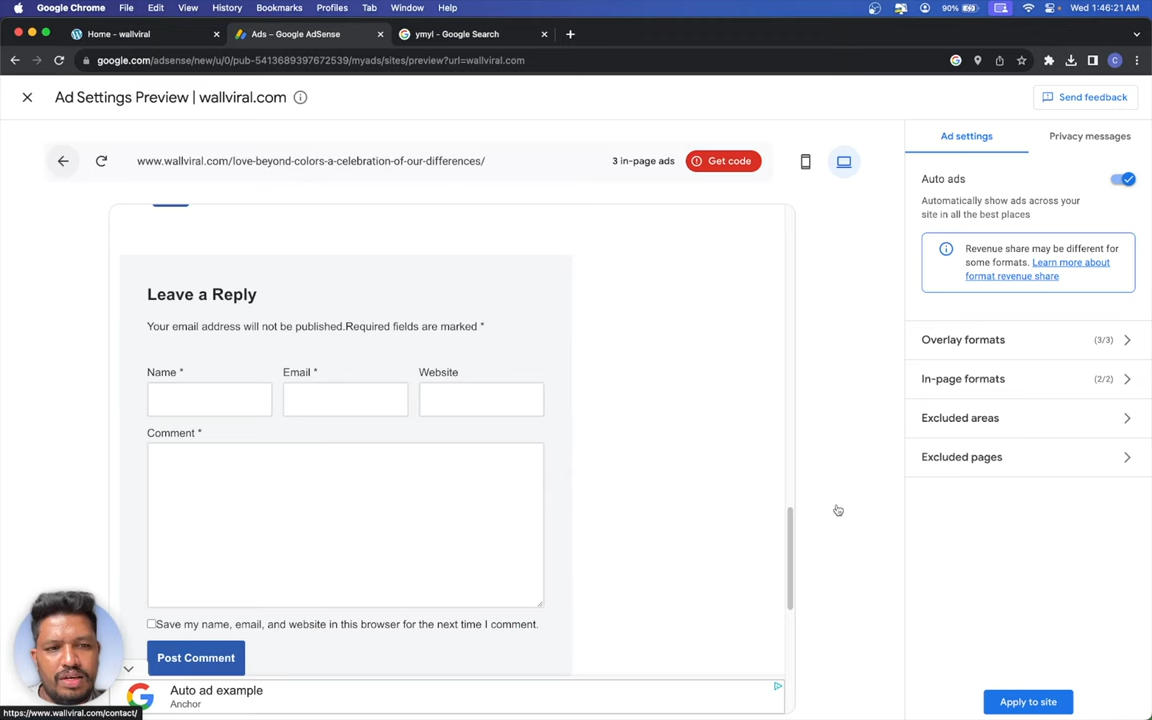 Google Chrome File Edit View History Bookmarks Profiles Tab Window Help 90% Wed 1:46:21 AM
Home - wallviral Ads – Google AdSense ymyl - Google Search
google.com/adsense/new/u/0/pub-5413689397672539/myads/sites/preview?url=wallviral.com C
Ad Settings Preview | wallviral.com Send feedback
Ad settings Privacy messages
www.wallviral.com/love-beyond-colors-a-celebration-of-our-differences/ 3 in-page ads Get code
Auto ads
Automatically show ads across your
site in all the best places
Revenue share may be different for
some formats. Learn more about
format revenue share
Overlay formats (3/3)
In-page formats (2/2)
Excluded areas
Excluded pages
Apply to site
Leave a Reply
Your email address will not be published.Required fields are marked *
Name * Email * Website
Comment *
Save my name, email, and website in this browser for the next time I comment.
Post Comment
Auto ad example
Anchor
https://www.wallviral.com/contact/